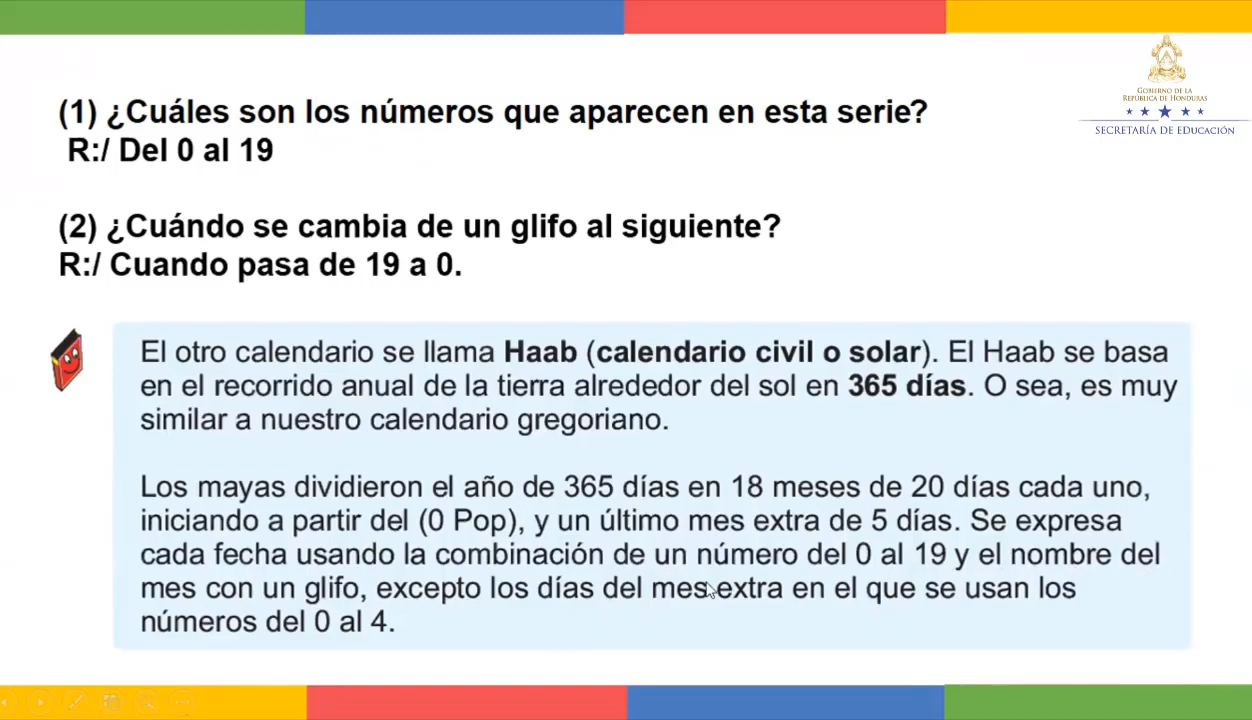 GOBIERNO DE LA
REPÚBLICA DE HONDURAS
SECRETARÍA DE EDUCACIÓN
(1) ¿Cuáles son los números que aparecen en esta serie?
R:/ Del 0 al 19
(2) ¿Cuándo se cambia de un glifo al siguiente?
R:/ Cuando pasa de 19 a 0.
El otro calendario se llama Haab (calendario civil o solar). El Haab se basa
en el recorrido anual de la tierra alrededor del sol en 365 días. O sea, es muy
similar a nuestro calendario gregoriano.
Los mayas dividieron el año de 365 días en 18 meses de 20 días cada uno,
iniciando a partir del (0 Pop), y un último mes extra de 5 días. Se expresa
cada fecha usando la combinación de un número del 0 al 19 y el nombre del
mes con un glifo, excepto los días del mes extra en el que se usan los
números del 0 al 4.